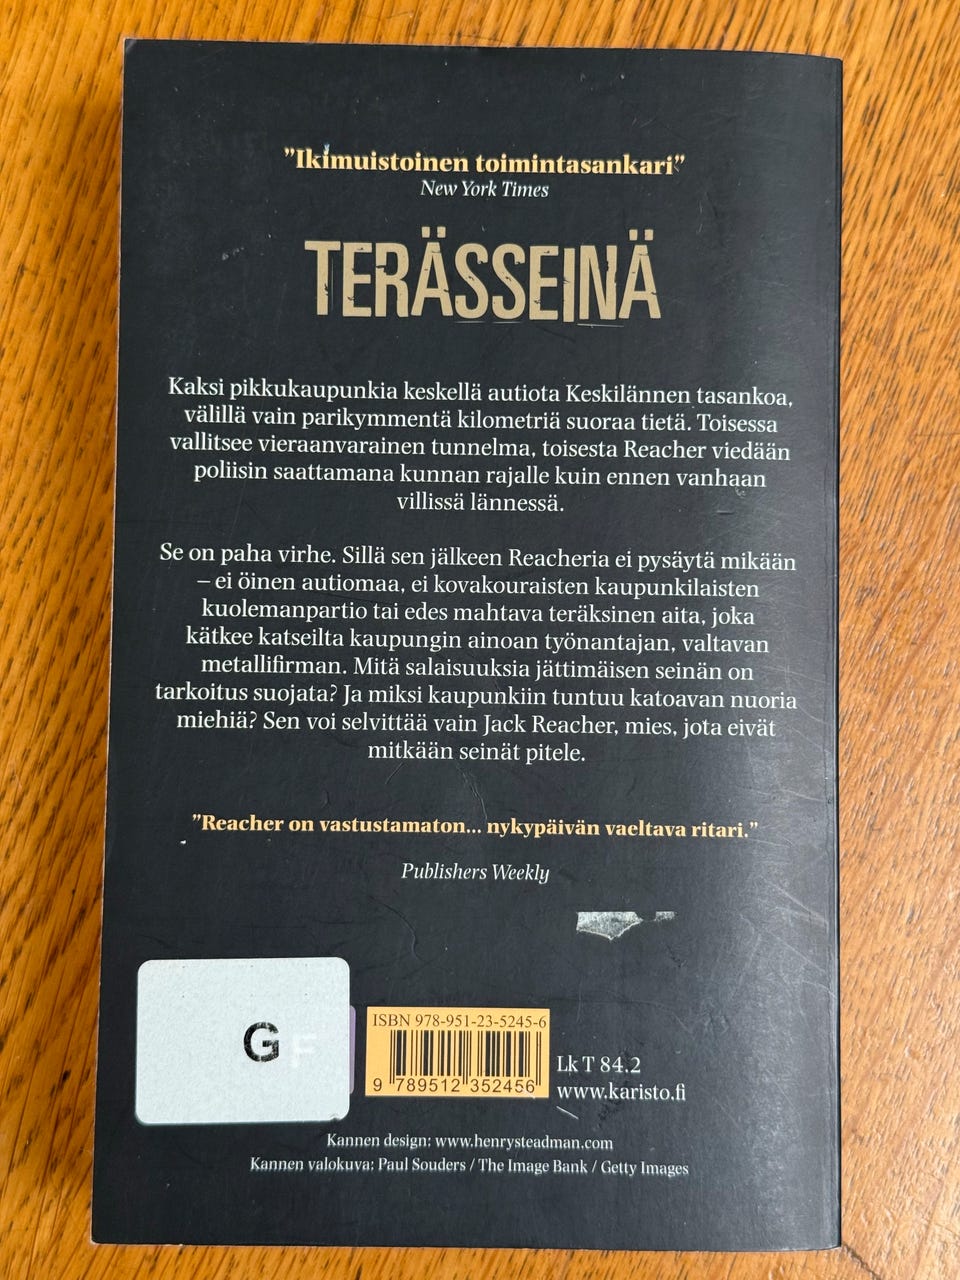 "Ikimuistoinen toimintasankari"
New York Times
TERÄSSEINÄ
Kaksi pikkukaupunkia keskellä autiota Keskilännen tasankoa,
välillä vain parikymmentä kilometriä suoraa tietä. Toisessa
vallitsee vieraanvarainen tunnelma, toisesta Reacher viedään
poliisin saattamana kunnan rajalle kuin ennen vanhaan
villissä lännessä.
Se on paha virhe. Sillä sen jälkeen Reacheria ei pysäytä mikään
– ei öinen autiomaa, ei kovakouraisten kaupunkilaisten
kuolemanpartio tai edes mahtava teräksinen aita, joka
kätkee katseilta kaupungin ainoan työnantajan, valtavan
metallifirman. Mitä salaisuuksia jättimäisen seinän on
tarkoitus suojata? Ja miksi kaupunkiin tuntuu katoavan nuoria
miehiä? Sen voi selvittää vain Jack Reacher, mies, jota eivät
mitkään seinät pitele.
"Reacher on vastustamaton... nykypäivän vaeltava ritari."
Publishers Weekly
G F
ISBN 978-951-23-5245-6
9 789512 352456
Lk T 84.2
www.karisto.fi
Kannen design: www.henrysteadman.com
Kannen valokuva: Paul Souders / The Image Bank / Getty Images